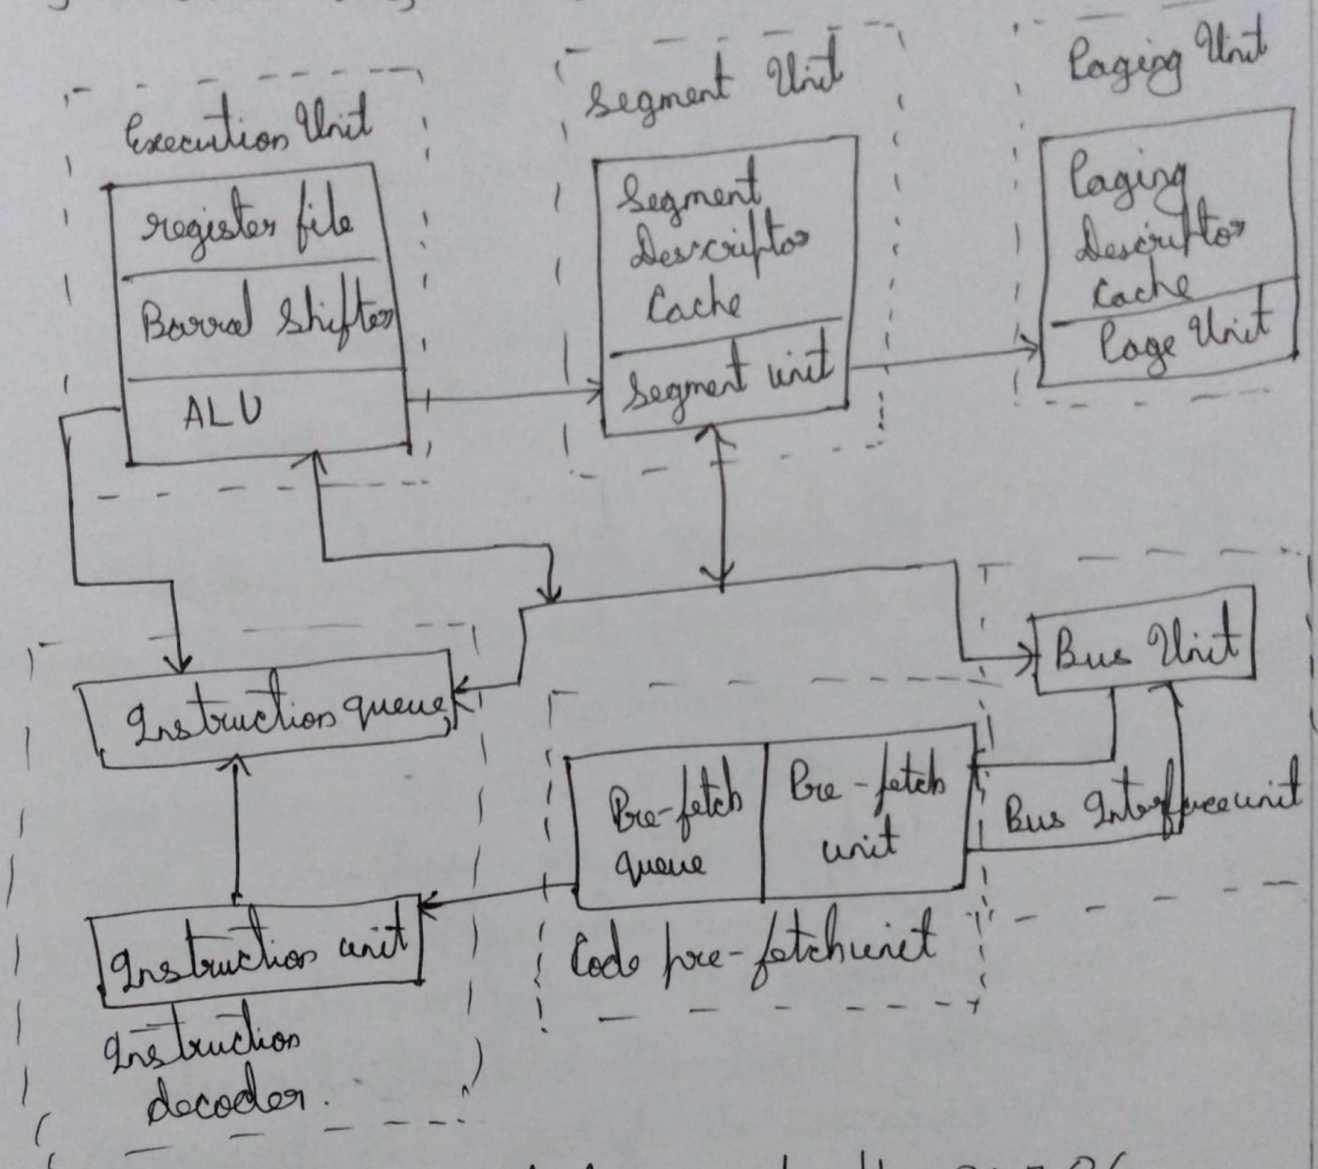 Execution Unit
register file
Barral Shifter
ALU
Segment Unit
Segment
Descriptor
Cache
Segment unit
Paging Unit
Paging
Descriptor
Cache
Page Unit
Instruction queue
Instruction unit
Instruction
decoder.
Pre-fetch
queue
Pre-fetch
unit
Code pre-fetch unit
Bus Unit
Bus Interface unit